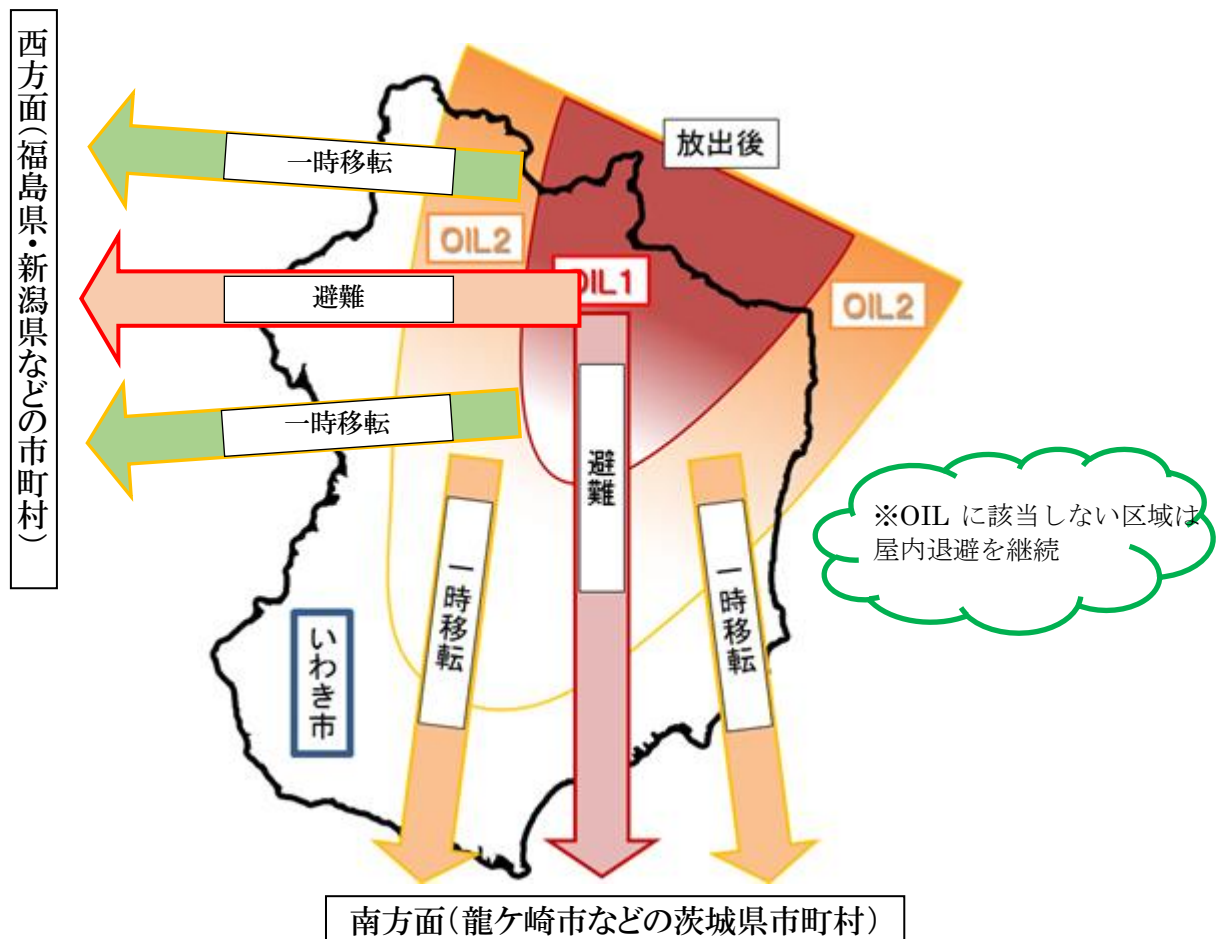 西方面(福島県・新潟県などの市町村)
放出後
一時移転
OIL2
避難
OIL1
OIL2
一時移転
避難
※OIL に該当しない区域は
屋内退避を継続
一時移転
一時移転
いわき市
南方面(龍ケ崎市などの茨城県市町村)